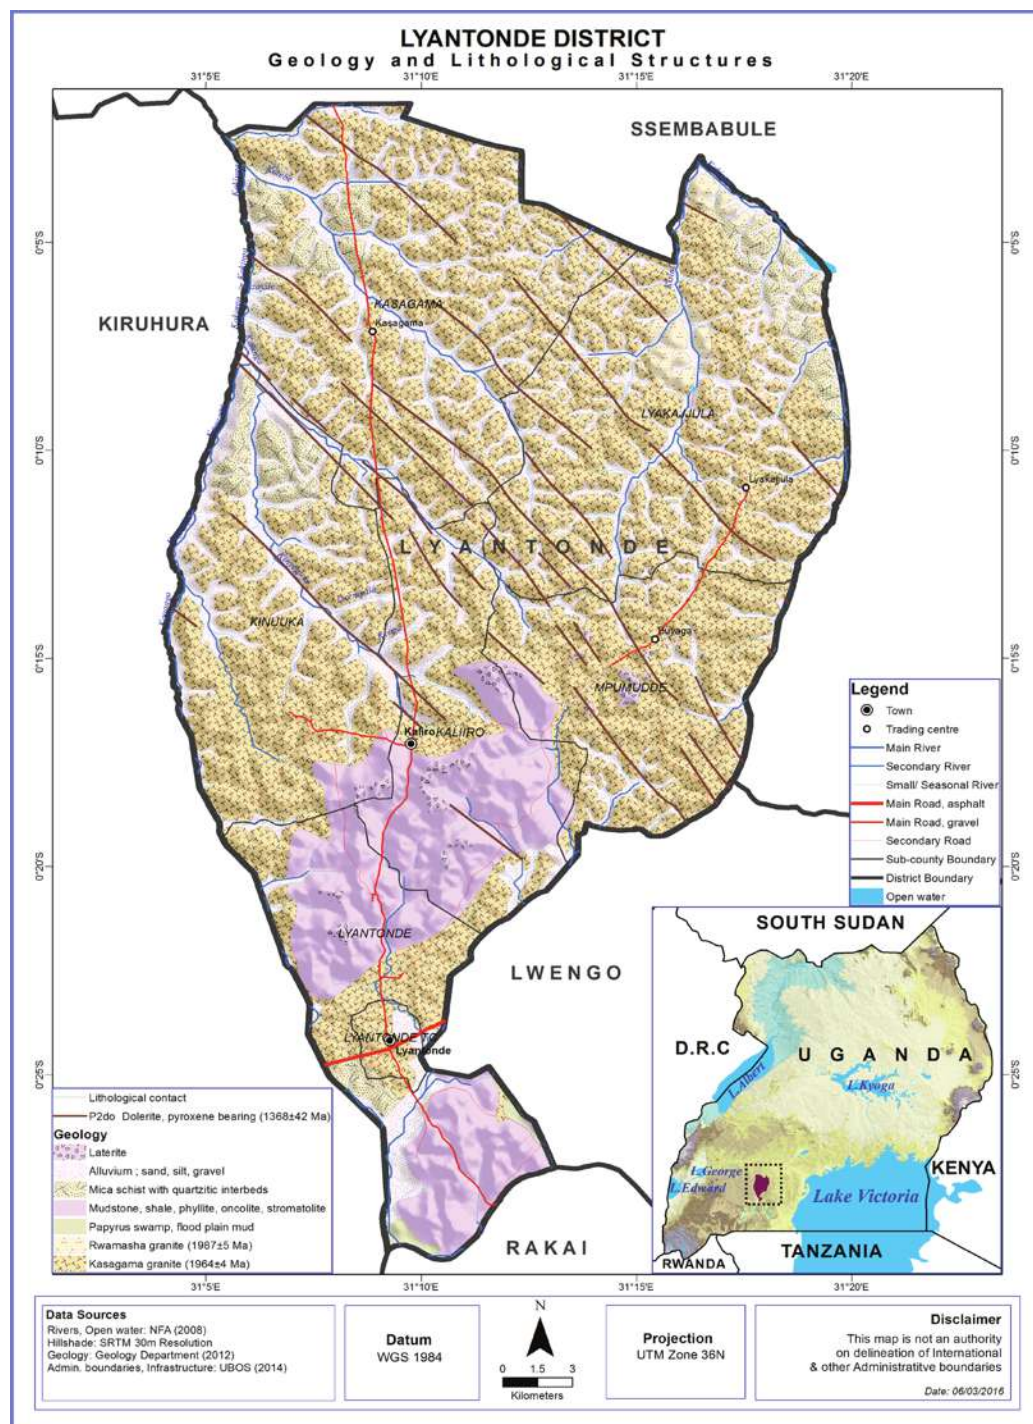 LYANTONDE DISTRICT
Geology and Lithological Structures
31°5'E
31°10'E
31°15'E
31°20'E
SSEMBABULE
0°5'S
0°5'S
KIRUHURA
KASAGAMA
Kasagama
LYAKAJJULA
0°10'S
0°10'S
Lyakajjula
LYANTONDE
KINUUKA
Buyaga
0°15'S
0°15'S
MPUMUDDE
Kaliro
KALIIRO
0°20'S
0°20'S
LYANTONDE
LWENGO
LYANTONDE TC
Lyantonde
0°25'S
0°25'S
RAKAI
Legend
Town
Trading centre
Main River
Secondary River
Small/ Seasonal River
Main Road, asphalt
Main Road, gravel
Secondary Road
Sub-county Boundary
District Boundary
Open water
SOUTH SUDAN
D.R.C
UGANDA
L. Albert
L. Kyoga
L. George
L. Edward
KENYA
Lake Victoria
TANZANIA
RWANDA
Lithological contact
P2do Dolerite, pyroxene bearing (1368±42 Ma)
Geology
Laterite
Alluvium ; sand, silt, gravel
Mica schist with quartzitic interbeds
Mudstone, shale, phyllite, oncolite, stromatolite
Papyrus swamp, flood plain mud
Rwamasha granite (1987±5 Ma)
Kasagama granite (1964±4 Ma)
31°5'E
31°10'E
31°15'E
31°20'E
Data Sources
Rivers, Open water: NFA (2008)
Hillshade: SRTM 30m Resolution
Geology: Geology Department (2012)
Admin. boundaries, Infrastructure: UBOS (2014)
Datum
WGS 1984
N
0 1.5 3
Kilometers
Projection
UTM Zone 36N
Disclaimer
This map is not an authority
on delineation of International
& other Administratitve boundaries
Date: 06/03/2016